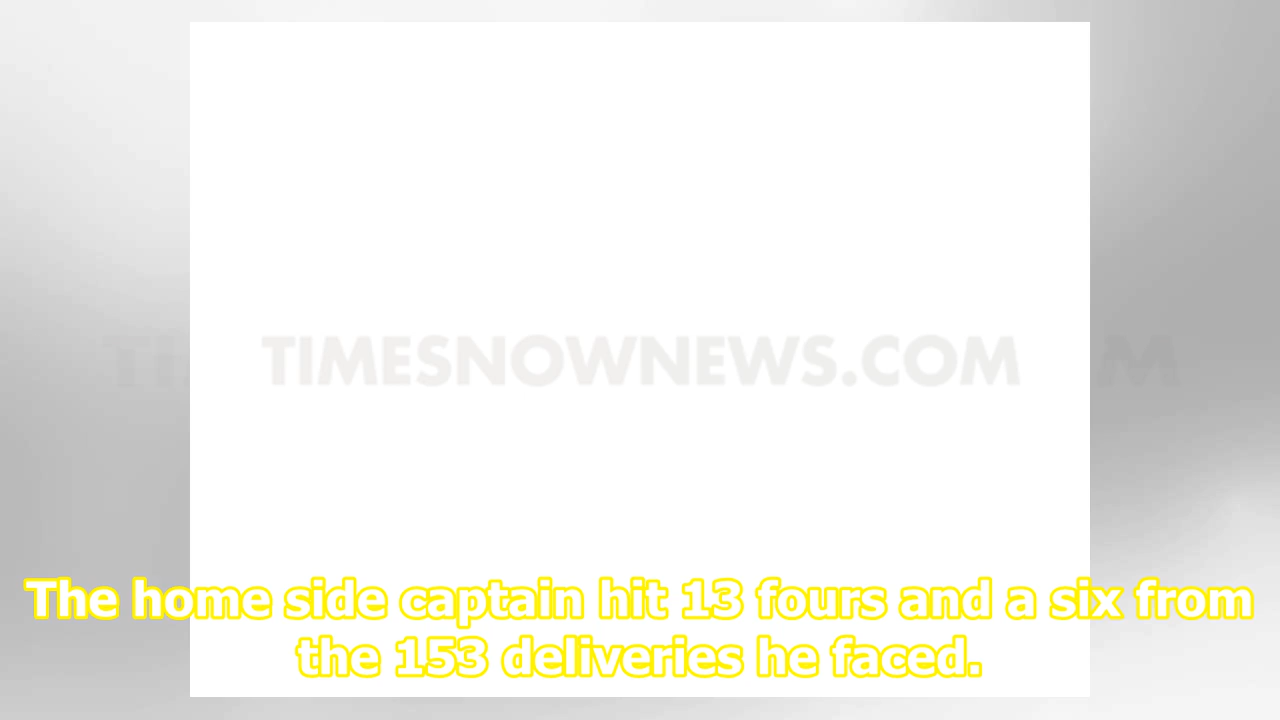 TIMESNOWNEWS.COM
The home side captain hit 13 fours and a six from
the 153 deliveries he faced.